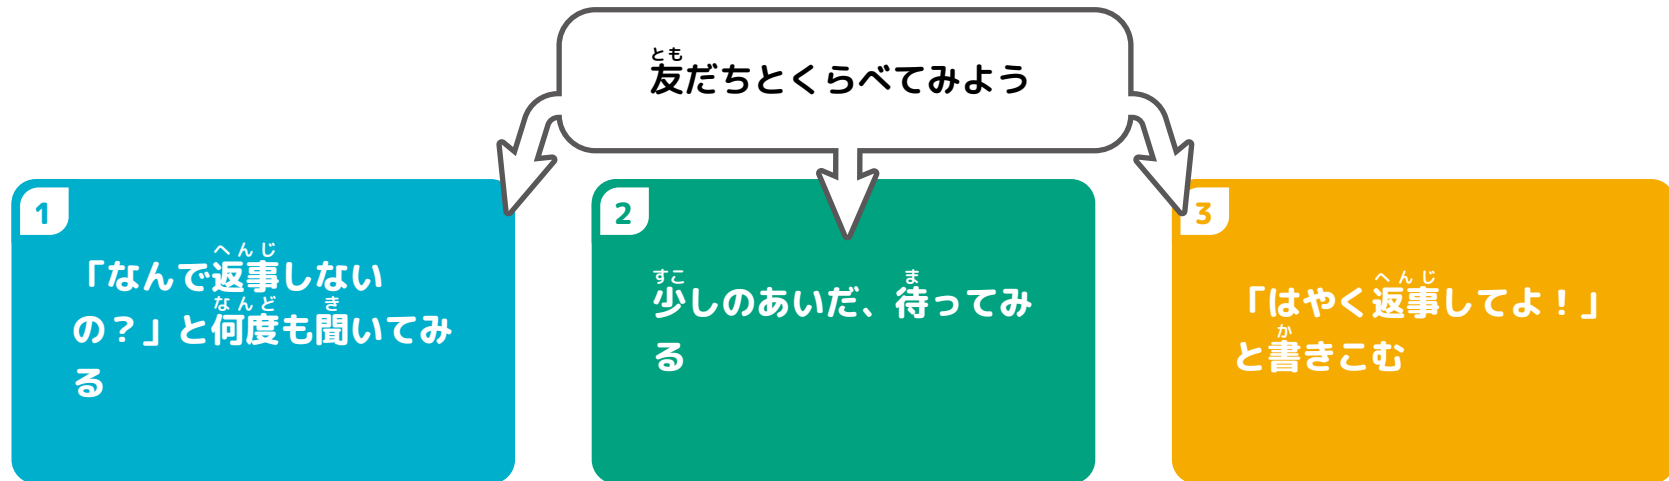 とも
友だちとくらべてみよう
1
へんじ
「なんで返事しない
なんど き
の？」と何度も聞いてみ
る
2
すこ ま
少しのあいだ、待ってみ
る
3
へんじ
「はやく返事してよ！」
か
と書きこむ